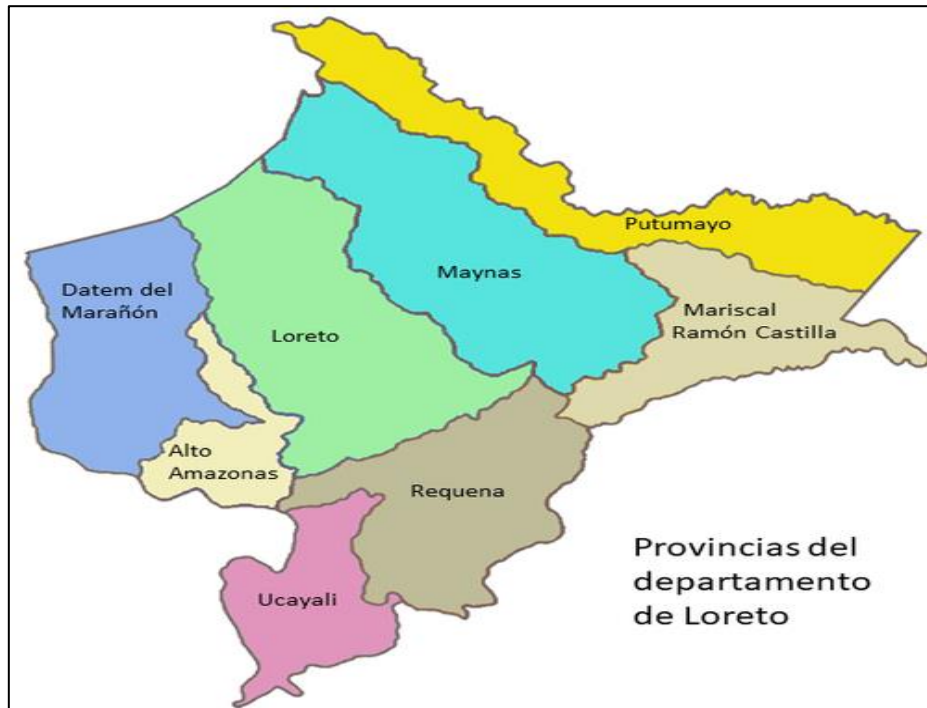 Putumayo
Maynas
Datem del
Marañón
Mariscal
Ramón Castilla
Loreto
Alto
Amazonas
Requena
Ucayali
Provincias del
departamento
de Loreto